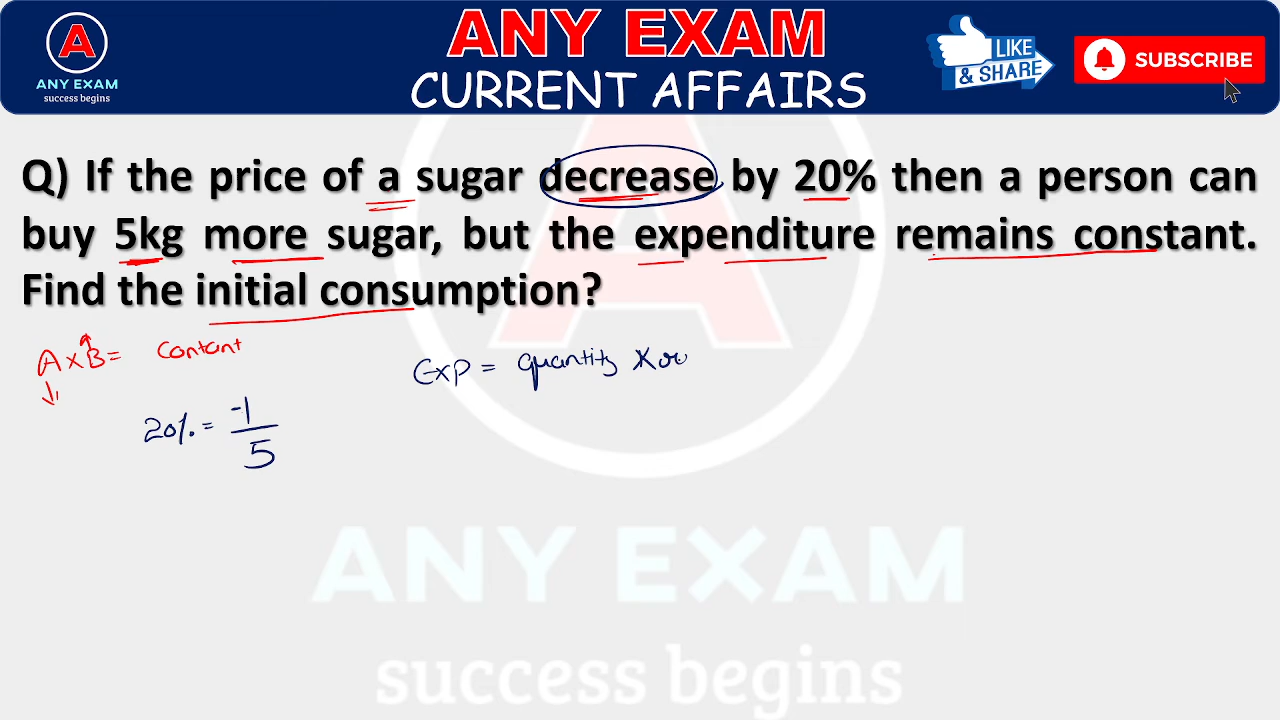 A
ANY EXAM
success begins
ANY EXAM
CURRENT AFFAIRS
LIKE
& SHARE
SUBSCRIBE
Q) If the price of a sugar decrease by 20% then a person can
buy 5kg more sugar, but the expenditure remains constant.
Find the initial consumption?
A x B = Contant
Exp = quantity x
20% = -1/5
ANY EXAM
success begins